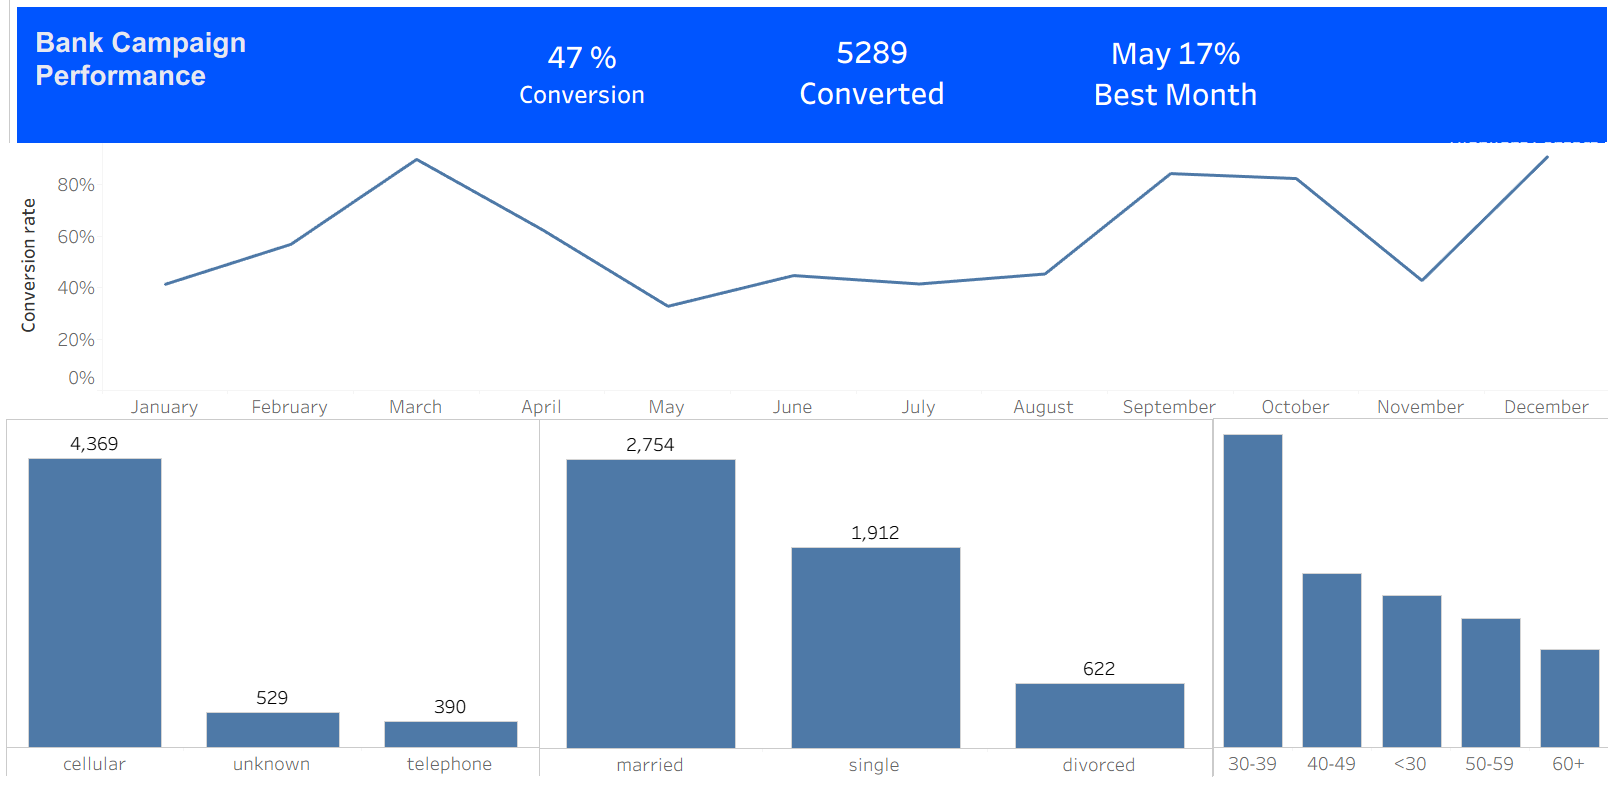 Bank Campaign
Performance
47 %
Conversion
5289
Converted
May 17%
Best Month
Conversion rate
80%
60%
40%
20%
0%
January February March April May June July August September October November December
4,369
529
390
cellular unknown telephone
2,754
1,912
622
married single divorced
30-39 40-49 <30 50-59 60+